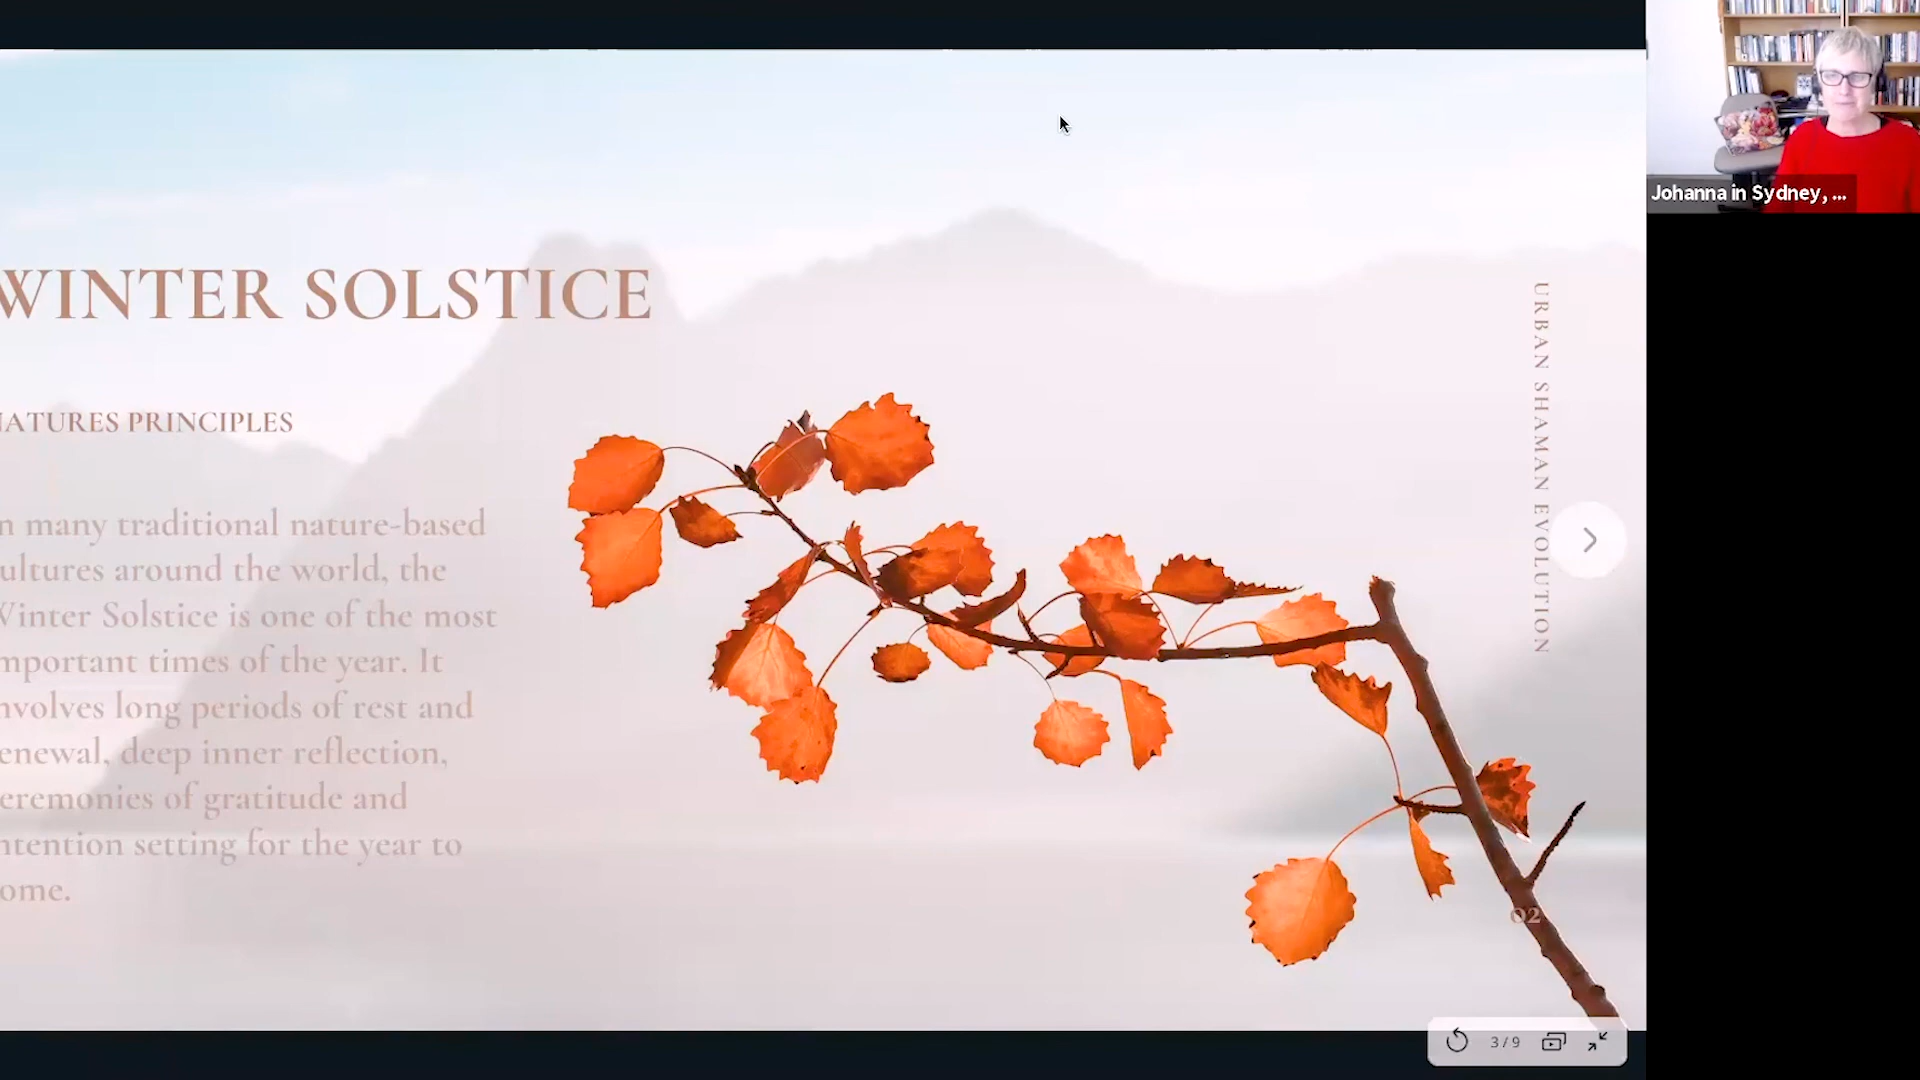 WINTER SOLSTICE
NATURES PRINCIPLES
n many traditional nature-based
ultures around the world, the
Winter Solstice is one of the most
mportant times of the year. It
nvolves long periods of rest and
enewal, deep inner reflection,
eremonies of gratitude and
ntention setting for the year to
ome.
URBAN SHAMAN EVOLUTION
02
3/9
Johanna in Sydney, ...